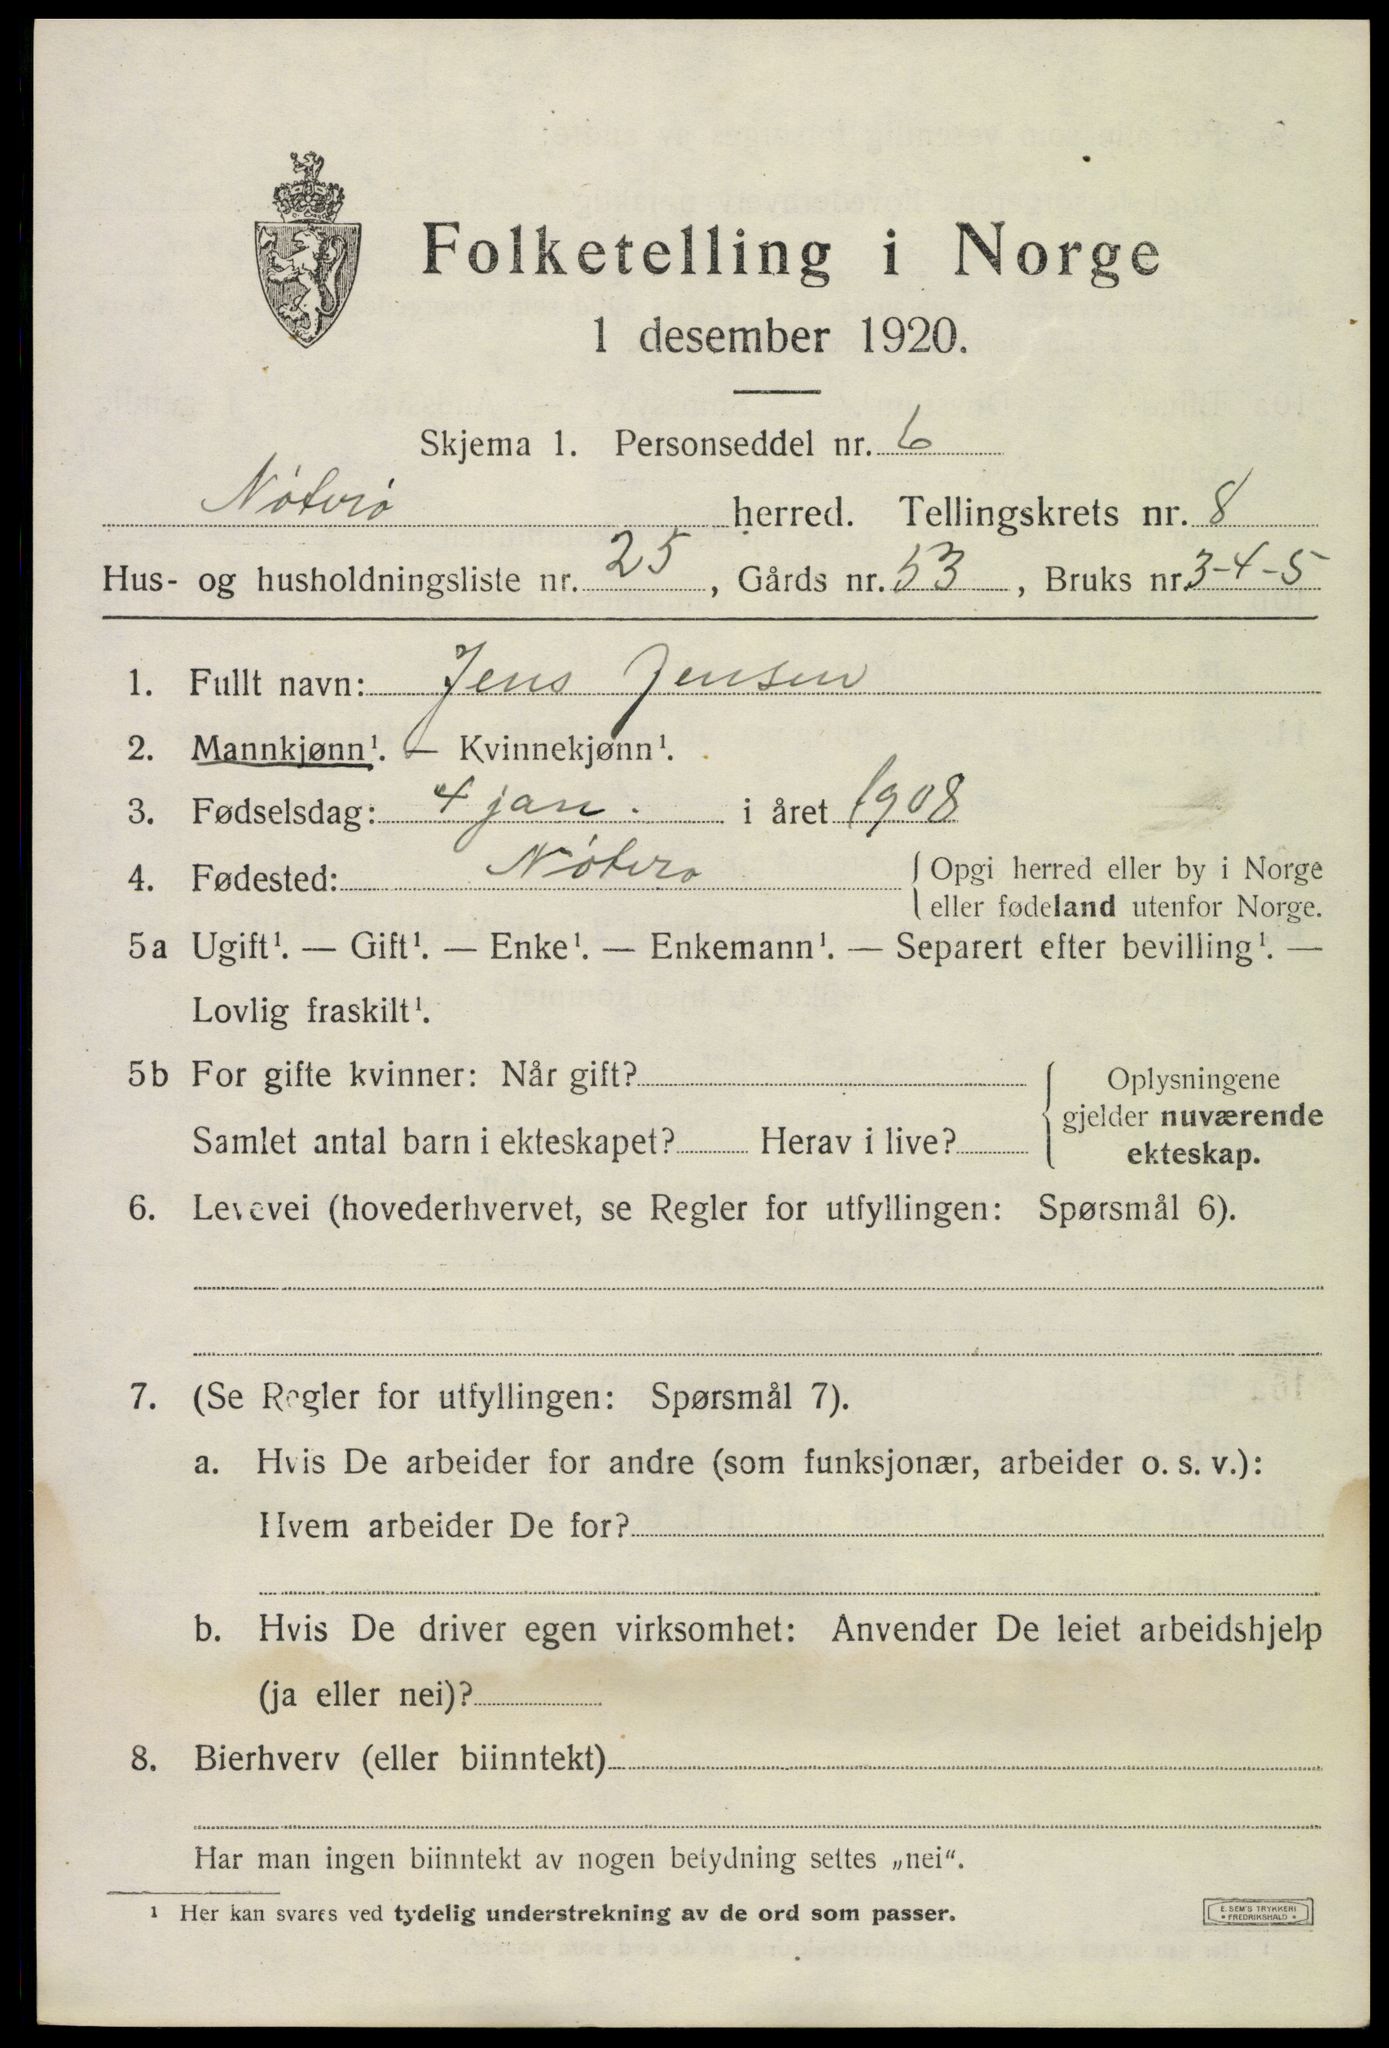 Folketelling i Norge
1 desember 1920.
Skjema 1. Personseddel nr. 6
Nøtvrø herred. Tellingskrets nr. 8
Hus- og husholdningsliste nr. 25, Gårds nr. 53, Bruks nr. 3-4-5
1. Fullt navn: Jens Jensen
2. Mannkjønn¹. — Kvinnekjønn¹.
3. Fødselsdag: 4 jan. i året 1908
4. Fødested: Nøtvro { Opgi herred eller by i Norge
eller fødeland utenfor Norge.
5a Ugift¹. — Gift¹. — Enke¹. — Enkemann¹. — Separert efter bevilling¹. —
Lovlig fraskilt¹.
5b For gifte kvinner: Når gift?
Samlet antal barn i ekteskapet? Herav i live?
{ Oplysningene
gjelder nuværende
ekteskap.
6. Levevei (hovederhvervet, se Regler for utfyllingen: Spørsmål 6).
7. (Se Regler for utfyllingen: Spørsmål 7).
a. Hvis De arbeider for andre (som funksjonær, arbeider o. s. v.):
Hvem arbeider De for?
b. Hvis De driver egen virksomhet: Anvender De leiet arbeidshjelp
(ja eller nei)?
8. Bierhverv (eller biinntekt)
Har man ingen biinntekt av nogen betydning settes „nei“.
¹ Her kan svares ved tydelig understrekning av de ord som passer.
E. SEM'S TRYKKERI
• FREDRIKSHALD •